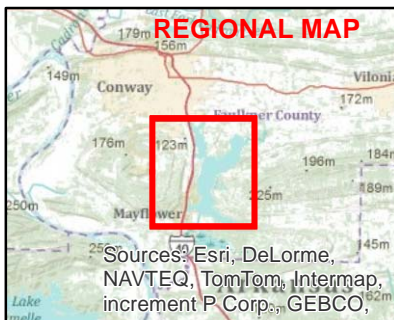 REGIONAL MAP
179m
156m
149m
Conway
Vilonia
172m
Faulkner County
123m
176m
196m
184m
225m
189m
250m
Mayflower
145m
40
Sources: Esri, DeLorme,
NAVTEQ, TomTom, Intermap,
increment P Corp., GEBCO,
Lake
162m